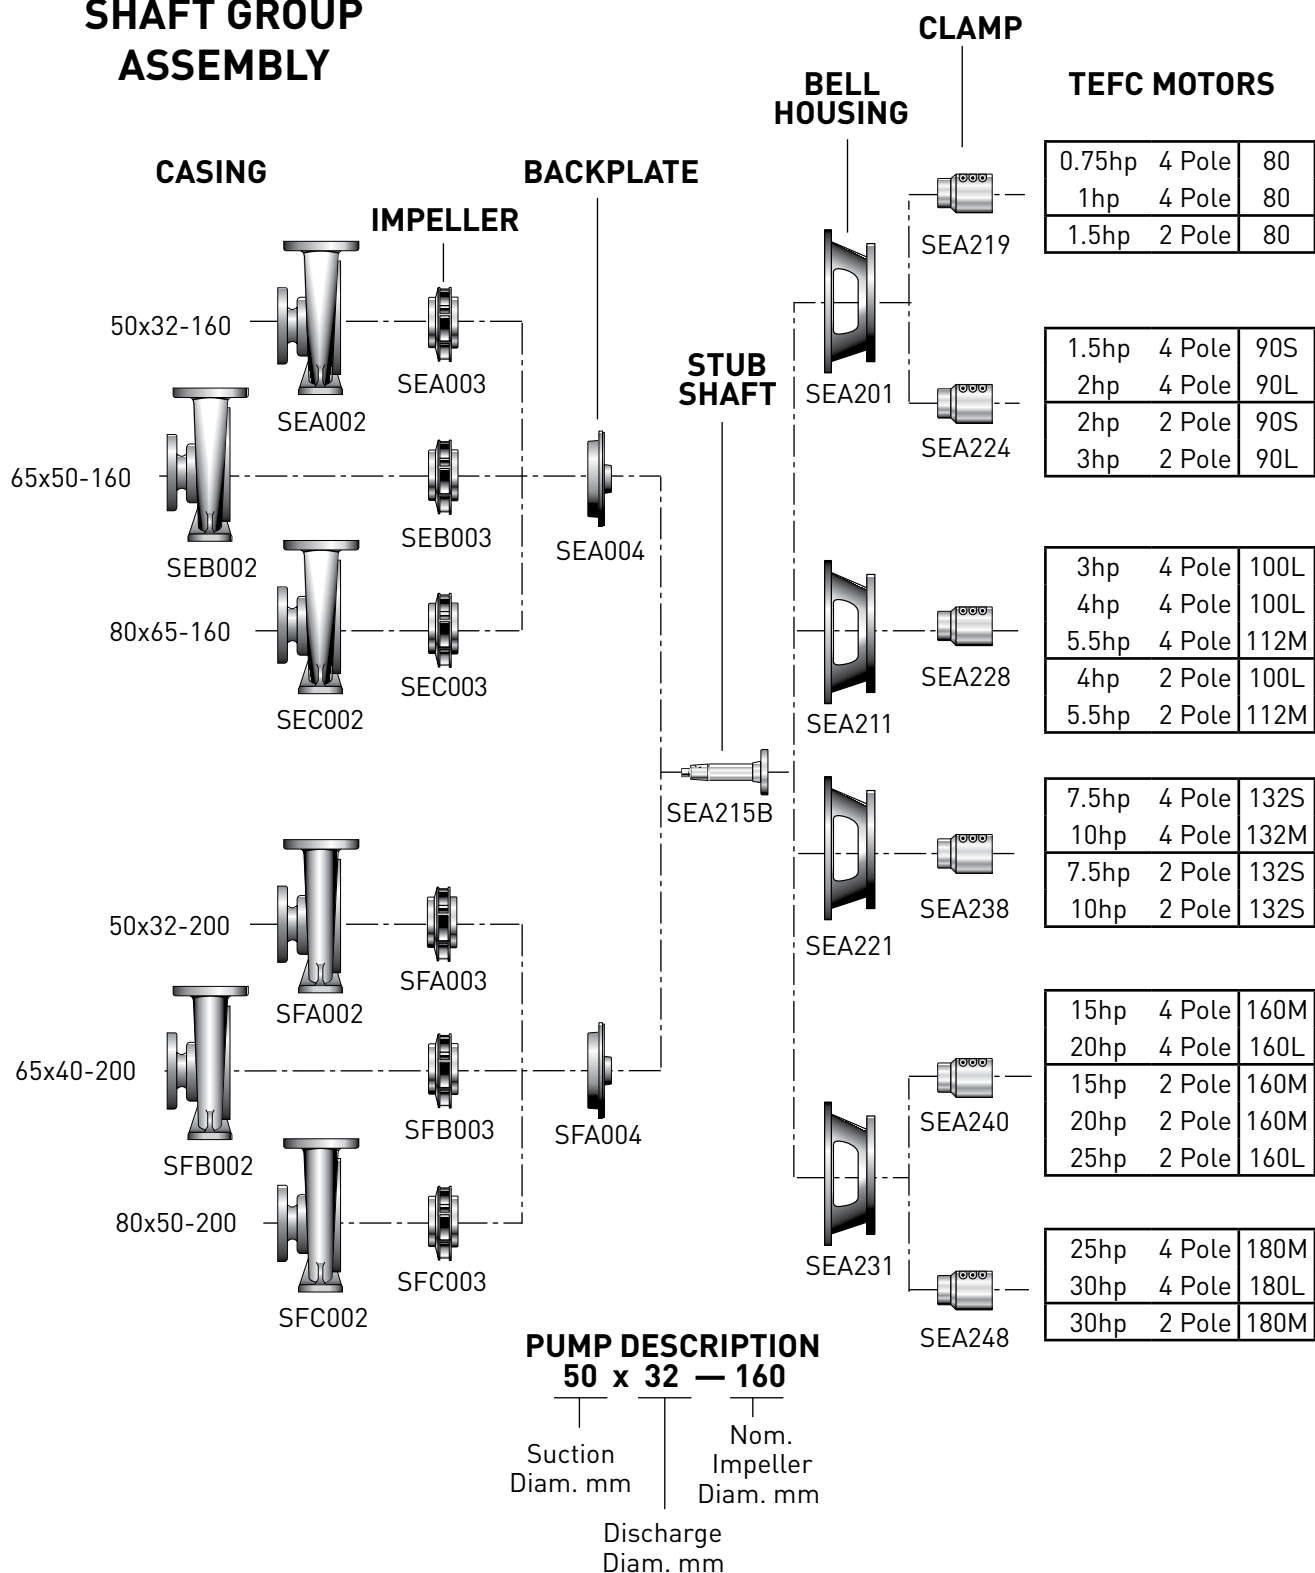 SHAFT GROUP
ASSEMBLY
CLAMP
BELL
HOUSING
TEFC MOTORS
CASING
BACKPLATE
IMPELLER
STUB
SHAFT
50x32-160
SEA002
SEA003
65x50-160
SEB002
SEB003
SEA004
80x65-160
SEC002
SEC003
SEA215B
50x32-200
SFA002
SFA003
65x40-200
SFB002
SFB003
SFA004
80x50-200
SFC002
SFC003
SEA201
SEA219
0.75hp 4 Pole 80
1hp 4 Pole 80
1.5hp 2 Pole 80
SEA224
1.5hp 4 Pole 90S
2hp 4 Pole 90L
2hp 2 Pole 90S
3hp 2 Pole 90L
SEA211
SEA228
3hp 4 Pole 100L
4hp 4 Pole 100L
5.5hp 4 Pole 112M
4hp 2 Pole 100L
5.5hp 2 Pole 112M
SEA221
SEA238
7.5hp 4 Pole 132S
10hp 4 Pole 132M
7.5hp 2 Pole 132S
10hp 2 Pole 132S
SEA231
SEA240
15hp 4 Pole 160M
20hp 4 Pole 160L
15hp 2 Pole 160M
20hp 2 Pole 160M
25hp 2 Pole 160L
SEA248
25hp 4 Pole 180M
30hp 4 Pole 180L
30hp 2 Pole 180M
PUMP DESCRIPTION
50 x 32 — 160
Suction
Diam. mm
Nom.
Impeller
Diam. mm
Discharge
Diam. mm